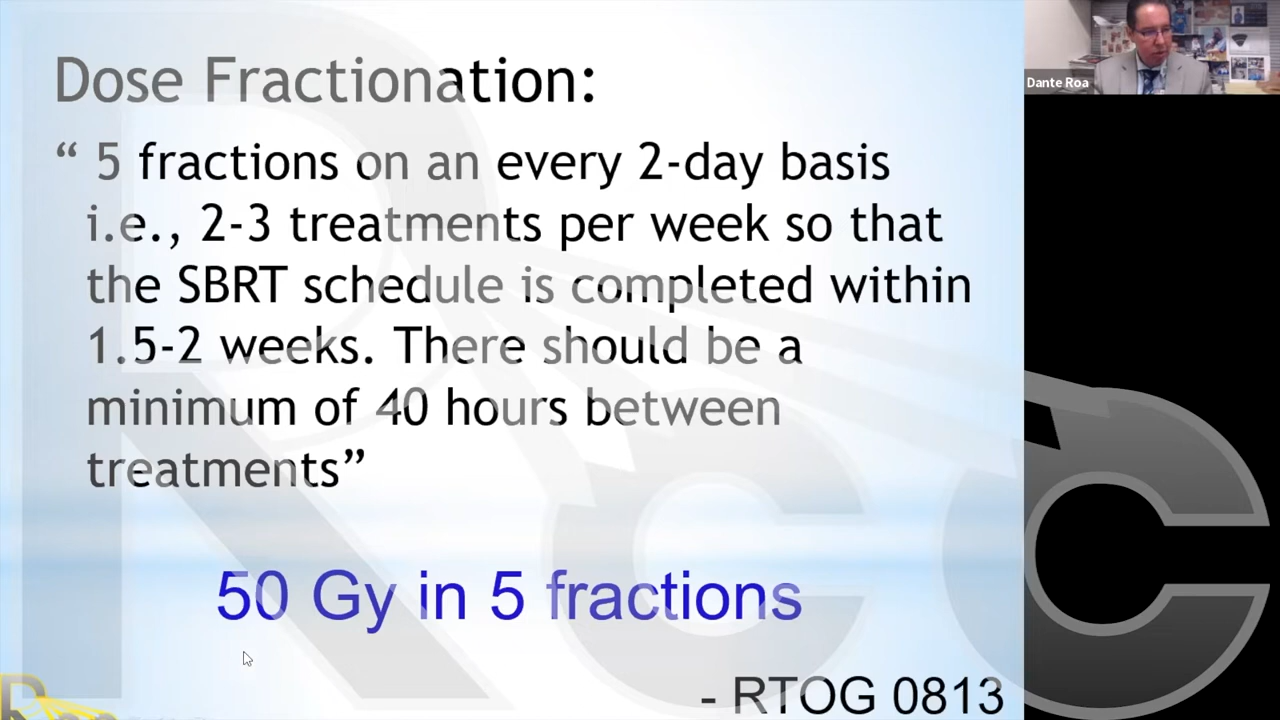 Dose Fractionation:
“ 5 fractions on an every 2-day basis
i.e., 2-3 treatments per week so that
the SBRT schedule is completed within
1.5-2 weeks. There should be a
minimum of 40 hours between
treatments”
50 Gy in 5 fractions
- RTOG 0813
Dante Roa
RCC